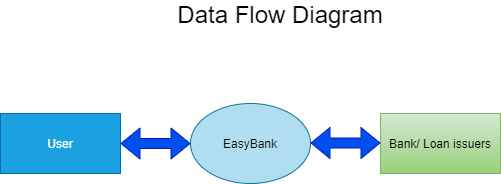 Data Flow Diagram
User
EasyBank
Bank/ Loan issuers